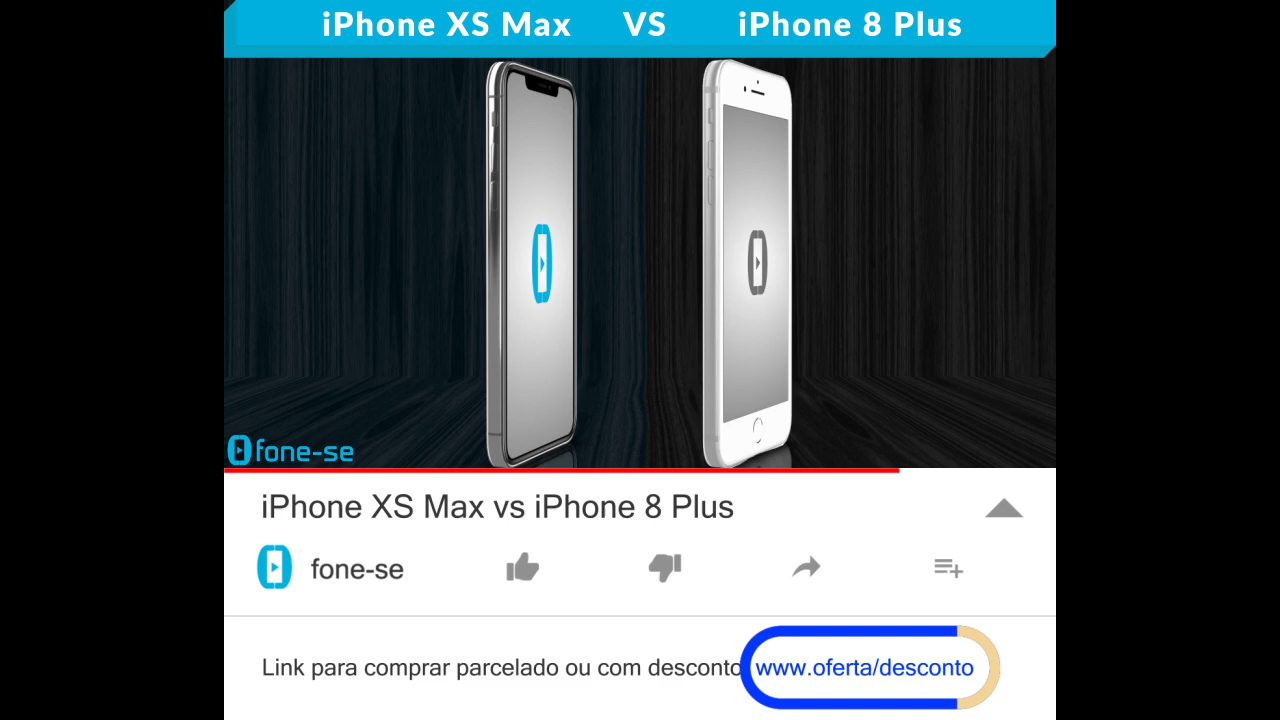 iPhone XS Max VS iPhone 8 Plus
fone-se
iPhone XS Max vs iPhone 8 Plus
fone-se
Link para comprar parcelado ou com desconto www.oferta/desconto